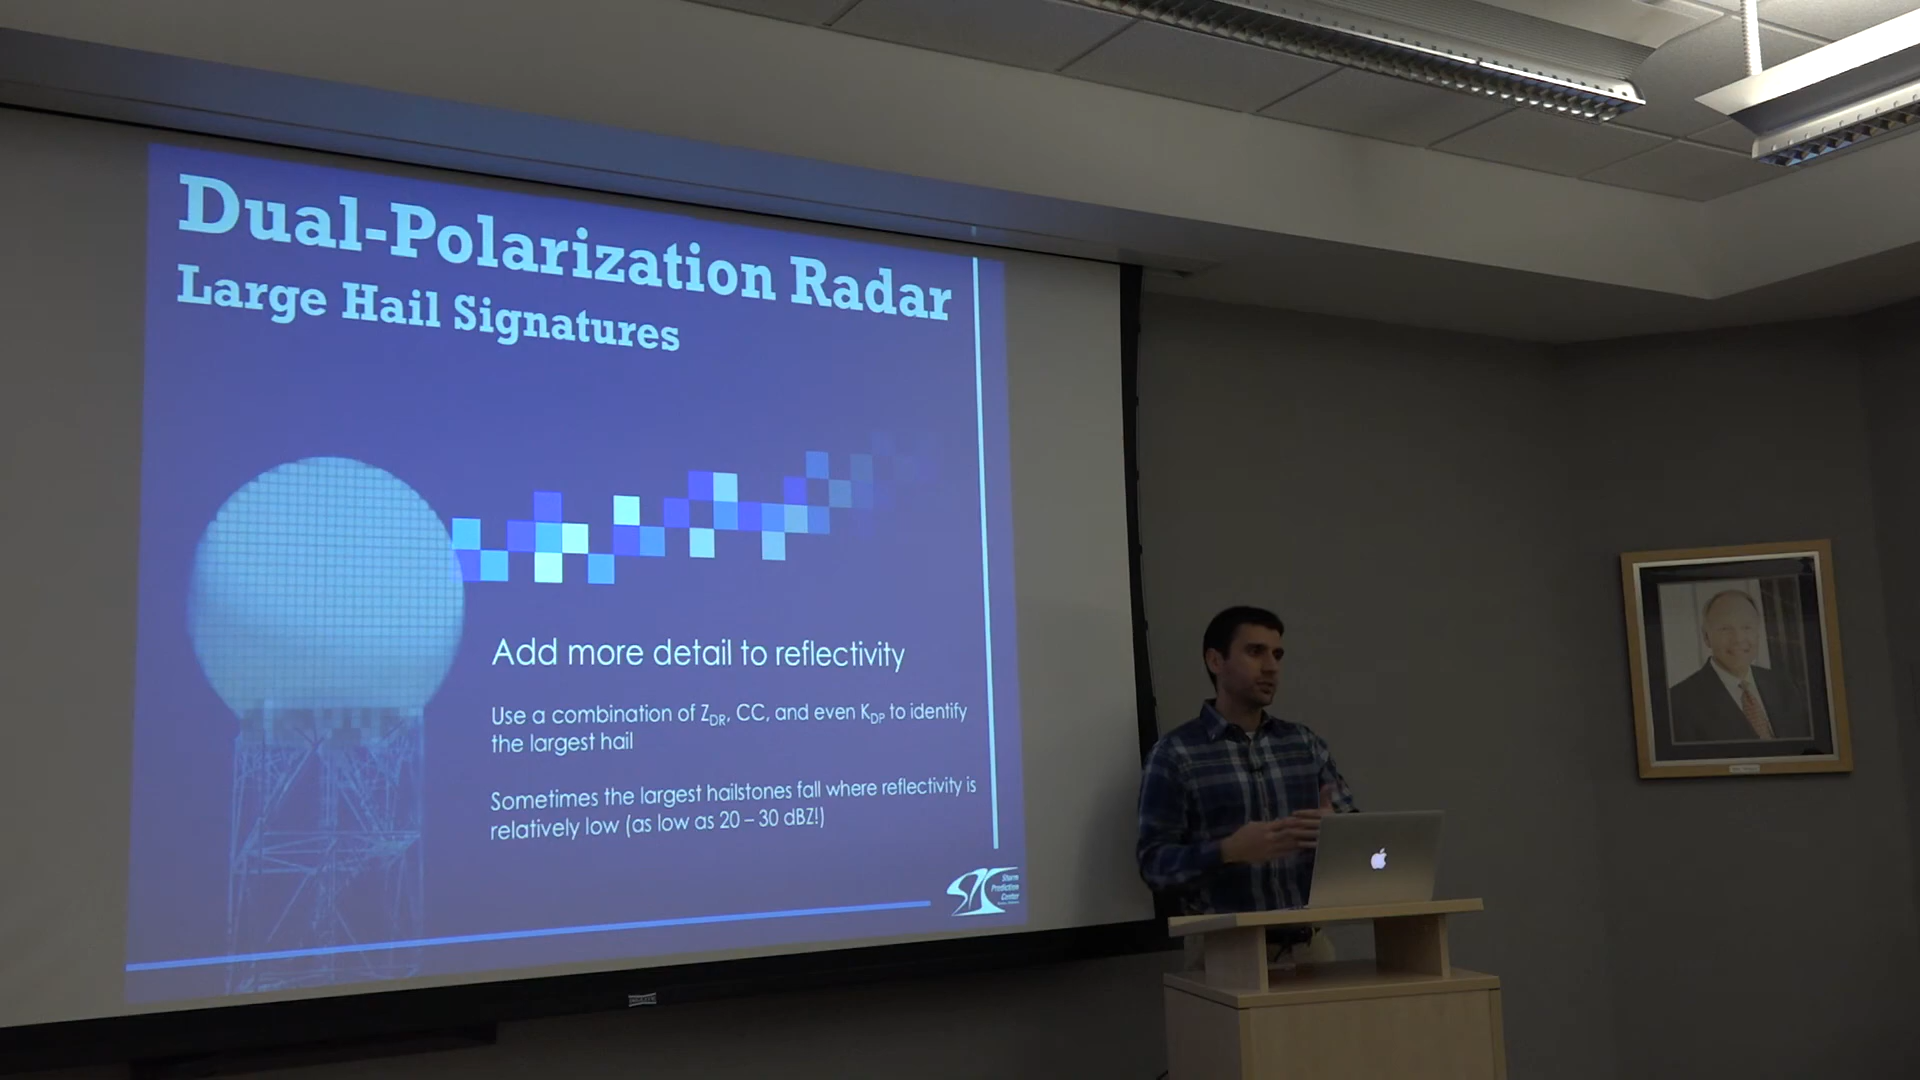 Dual-Polarization Radar
Large Hail Signatures
Add more detail to reflectivity
Use a combination of ZDR, CC, and even KDP to identify
the largest hail
Sometimes the largest hailstones fall where reflectivity is
relatively low (as low as 20 – 30 dBZ!)
SPC
Storm
Prediction
Center